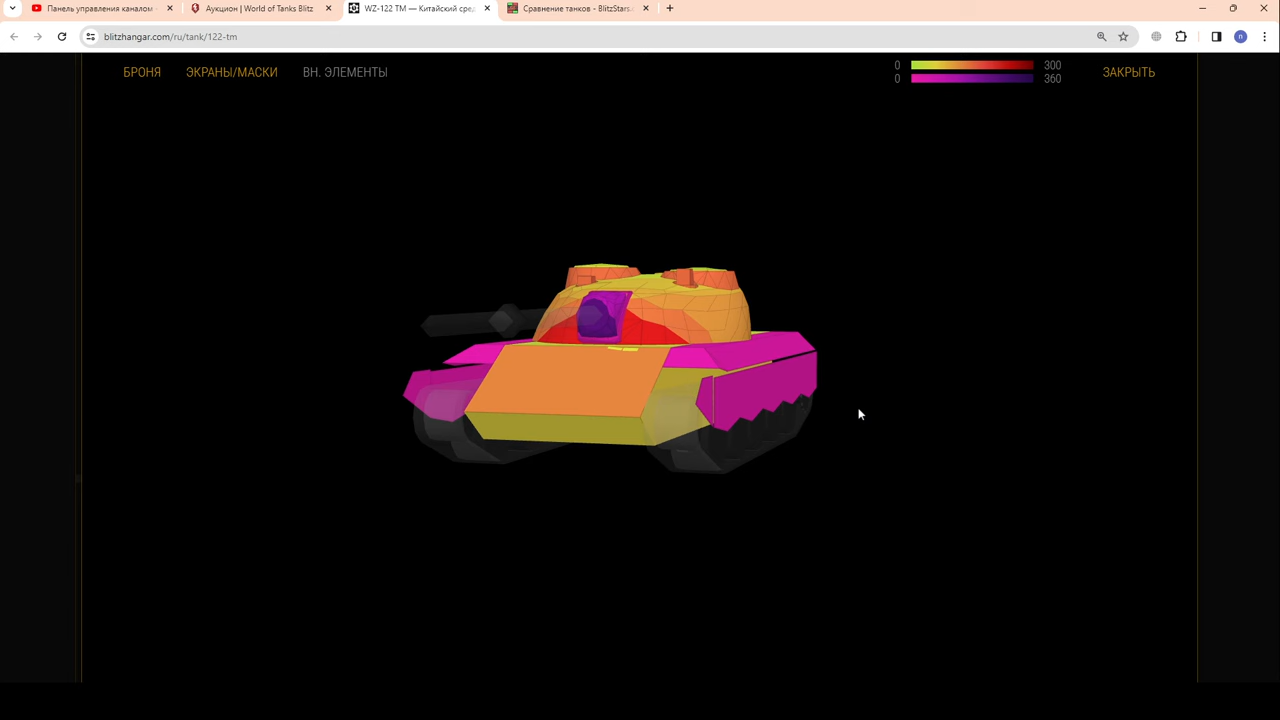 Панель управления каналом -
Аукцион | World of Tanks Blitz
WZ-122 TM — Китайский сред
Сравнение танков - BlitzStars.c
blitzhangar.com/ru/tank/122-tm
n
БРОНЯ ЭКРАНЫ/МАСКИ ВН. ЭЛЕМЕНТЫ 0 300 ЗАКРЫТЬ
0 360